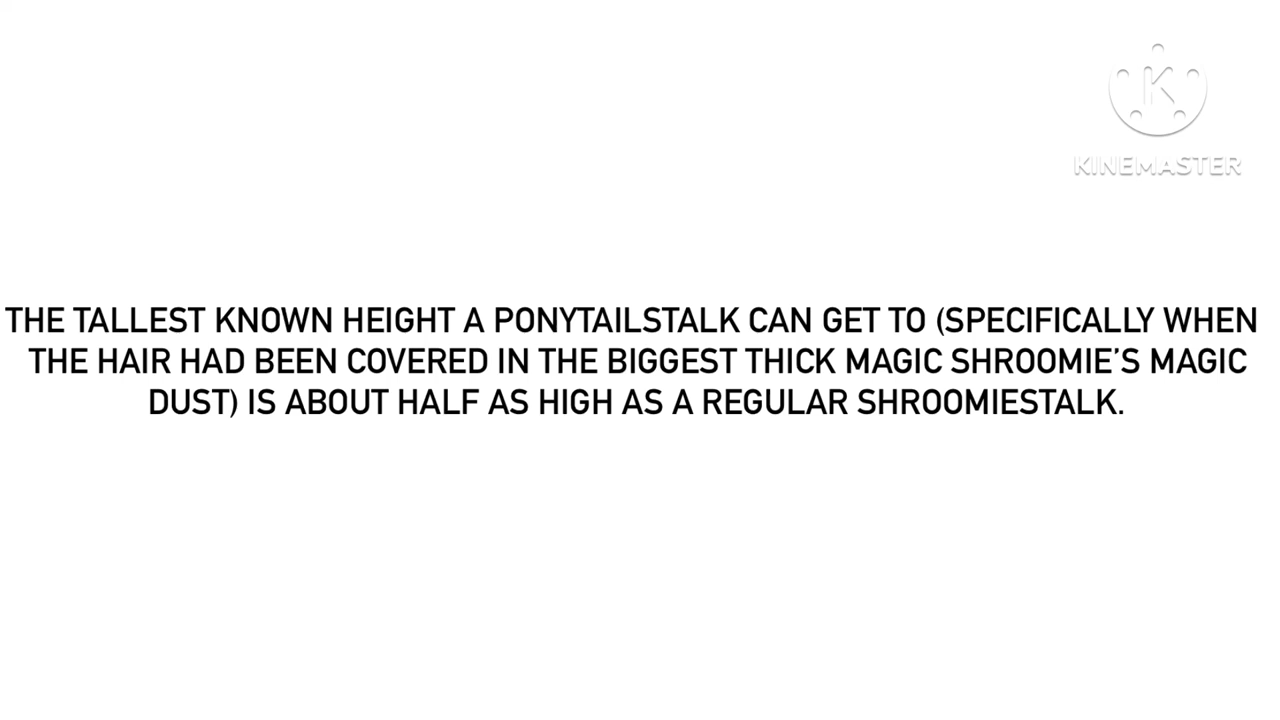 KINEMASTER
THE TALLEST KNOWN HEIGHT A PONYTAILSTALK CAN GET TO (SPECIFICALLY WHEN
THE HAIR HAD BEEN COVERED IN THE BIGGEST THICK MAGIC SHROOMIE’S MAGIC
DUST) IS ABOUT HALF AS HIGH AS A REGULAR SHROOMIESTALK.